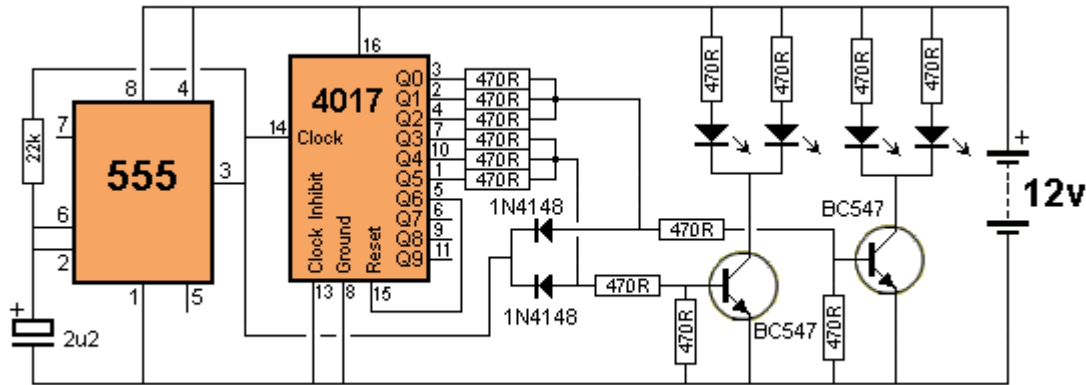 16
8
4
7
22k
555
3
6
2
1
5
+
2u2
14
4017
Clock
Clock Inhibit
Ground
Reset
Q0
Q1
Q2
Q3
Q4
Q5
Q6
Q7
Q8
Q9
3
2
4
7
10
1
5
6
9
11
13
8
15
470R
470R
470R
470R
470R
470R
1N4148
1N4148
470R
470R
470R
470R
470R
470R
470R
470R
BC547
BC547
+
12v